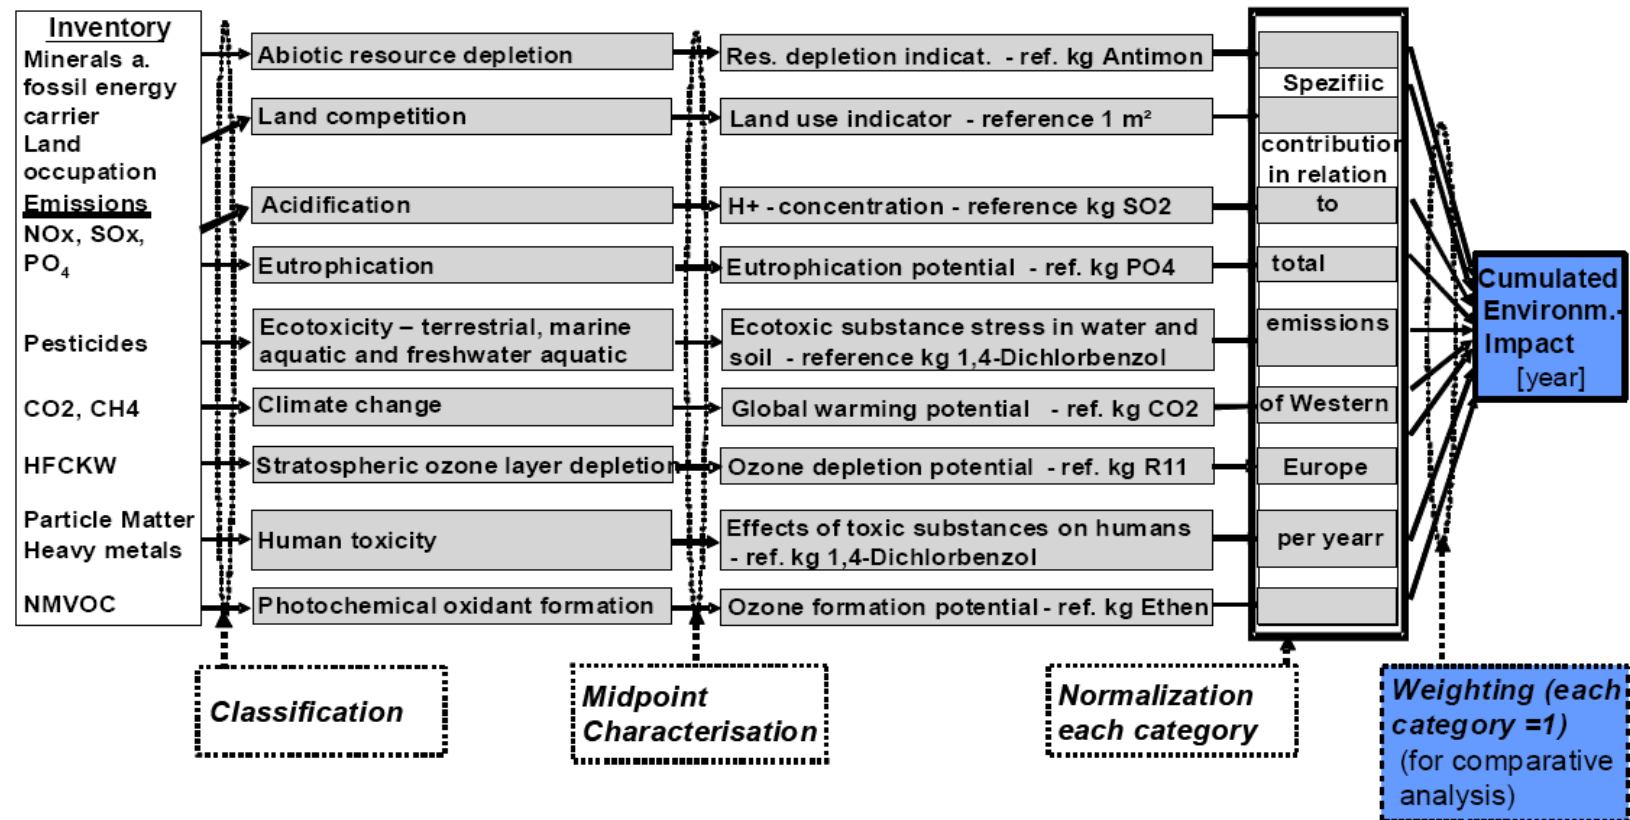 Inventory
Minerals a.
fossil energy
carrier
Land
occupation
Emissions
NOx, SOx,
PO4
Pesticides
CO2, CH4
HFCKW
Particle Matter
Heavy metals
NMVOC
Abiotic resource depletion
Land competition
Acidification
Eutrophication
Ecotoxicity – terrestrial, marine
aquatic and freshwater aquatic
Climate change
Stratospheric ozone layer depletion
Human toxicity
Photochemical oxidant formation
Res. depletion indicat. - ref. kg Antimon
Land use indicator - reference 1 m²
H+ - concentration - reference kg SO2
Eutrophication potential - ref. kg PO4
Ecotoxic substance stress in water and
soil - reference kg 1,4-Dichlorbenzol
Global warming potential - ref. kg CO2
Ozone depletion potential - ref. kg R11
Effects of toxic substances on humans
- ref. kg 1,4-Dichlorbenzol
Ozone formation potential - ref. kg Ethen
Spezifiic
contribution
in relation
to
total
emissions
of Western
Europe
per yearr
Cumulated
Environm.-
Impact
[year]
Classification
Midpoint
Characterisation
Normalization
each category
Weighting (each
category =1)
(for comparative
analysis)